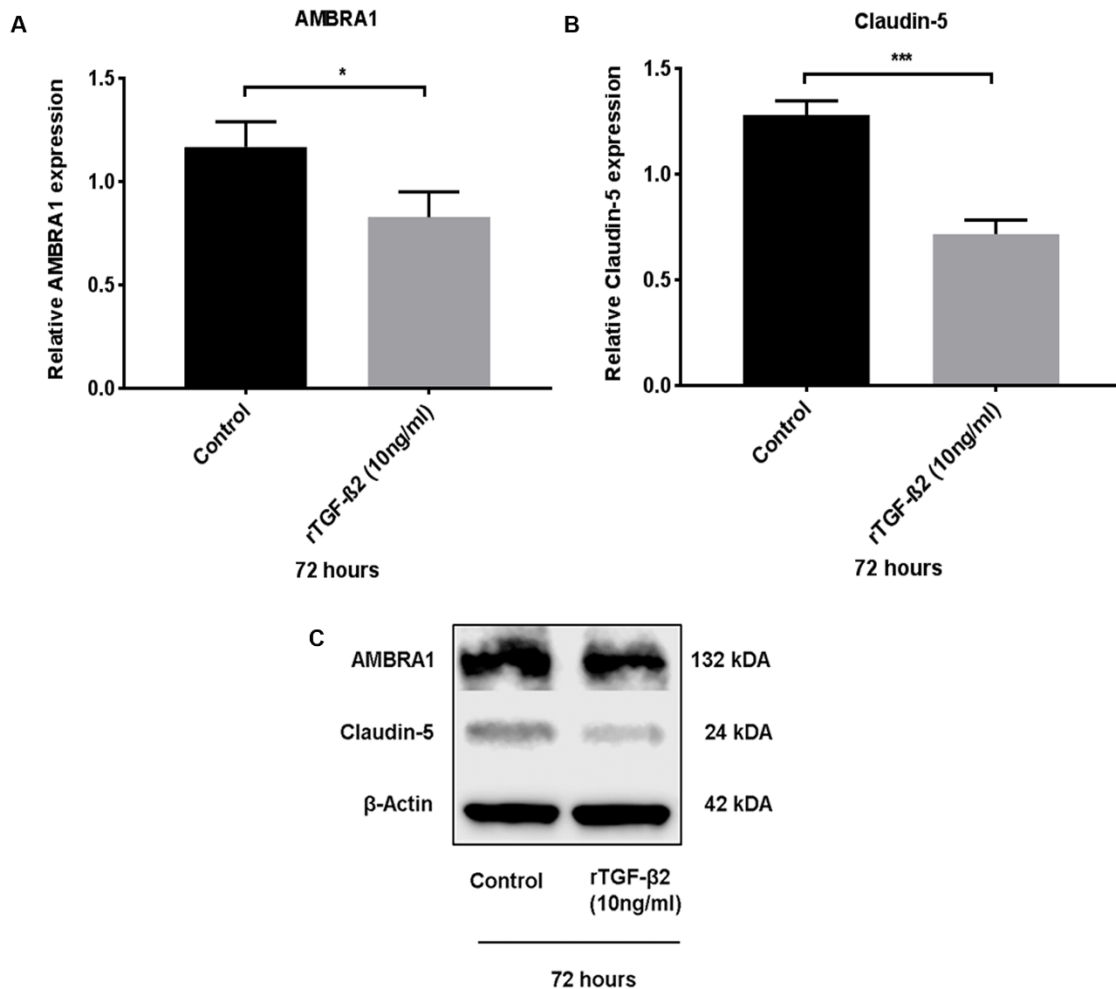 A
AMBRA1
*
Relative AMBRA1 expression
1.5
1.0
0.5
0.0
Control
rTGF-ß2 (10ng/ml)
72 hours
B
Claudin-5
***
Relative Claudin-5 expression
1.5
1.0
0.5
0.0
Control
rTGF-ß2 (10ng/ml)
72 hours
C
AMBRA1 132 kDA
Claudin-5 24 kDA
β-Actin 42 kDA
Control rTGF-β2
(10ng/ml)
72 hours